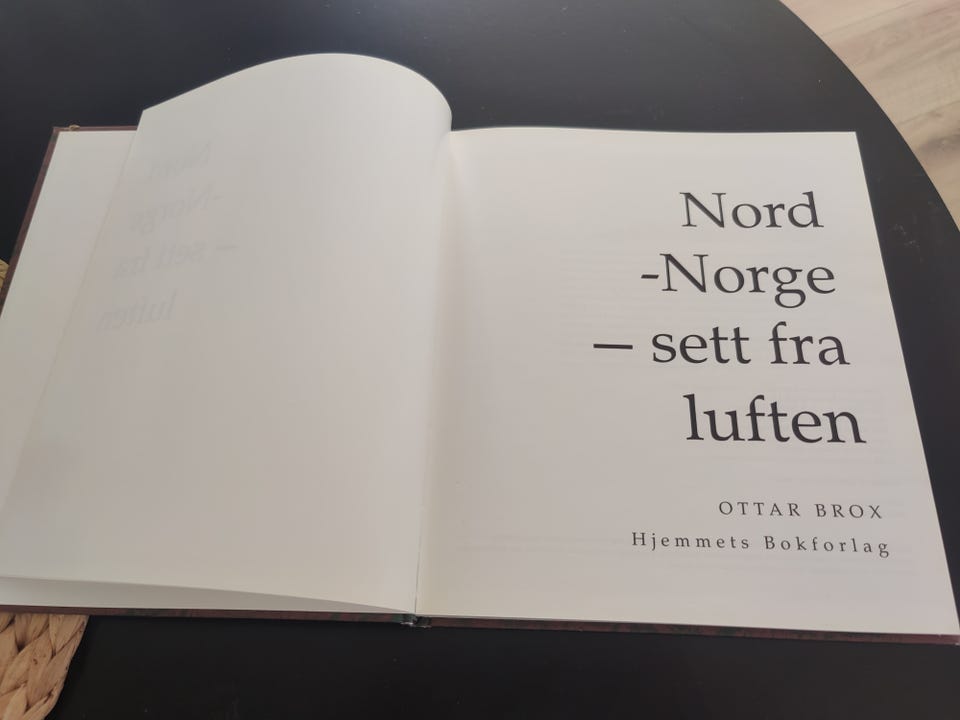 Nord
-Norge
– sett fra
luften
OTTAR BROX
Hjemmets Bokforlag